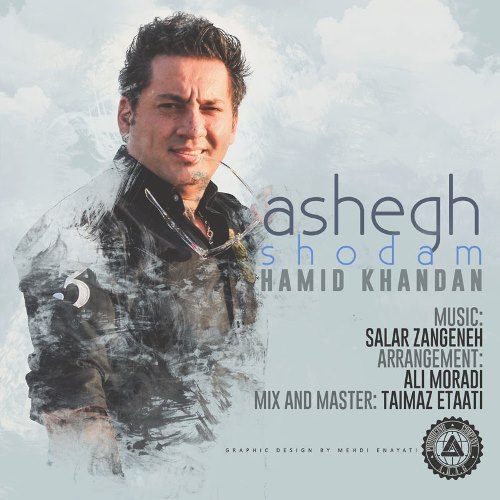 ashegh
shodam
HAMID KHANDAN
MUSIC:
SALAR ZANGENEH
ARRANGEMENT:
ALI MORADI
MIX AND MASTER: TAIMAZ ETAATI
GRAPHIC DESIGN BY MEHDI ENAYATI
.5